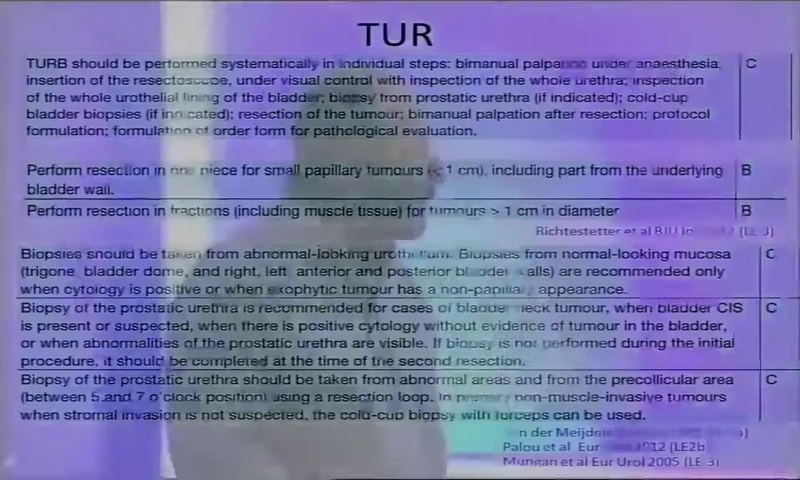 TUR
TURB should be performed systematically in individual steps: bimanual palpation under anaesthesia; C
insertion of the resectoscope, under visual control with inspection of the whole urethra; inspection
of the whole urothelial lining of the bladder; biopsy from prostatic urethra (if indicated); cold-cup
bladder biopsies (if indicated); resection of the tumour; bimanual palpation after resection; protocol
formulation; formulation of order form for pathological evaluation.
Perform resection in one piece for small papillary tumours (< 1 cm), including part from the underlying B
bladder wall.
Perform resection in fractions (including muscle tissue) for tumours > 1 cm in diameter B
Richtestetter et al BJU (LE 3)
Biopsies should be taken from abnormal-looking urothelium. Biopsies from normal-looking mucosa C
(trigone, bladder dome, and right, left, anterior and posterior bladder walls) are recommended only
when cytology is positive or when exophytic tumour has a non-papillary appearance.
Biopsy of the prostatic urethra is recommended for cases of bladder neck tumour, when bladder CIS C
is present or suspected, when there is positive cytology without evidence of tumour in the bladder,
or when abnormalities of the prostatic urethra are visible. If biopsy is not performed during the initial
procedure, it should be completed at the time of the second resection.
Biopsy of the prostatic urethra should be taken from abnormal areas and from the precollicular area C
(between 5 and 7 o'clock position) using a resection loop. In primary non-muscle-invasive tumours
when stromal invasion is not suspected, the cold-cup biopsy with forceps can be used.
n der Meijden
Palou et al Eur 2012 (LE2b
Mungan et al Eur Urol 2005 (LE 3)